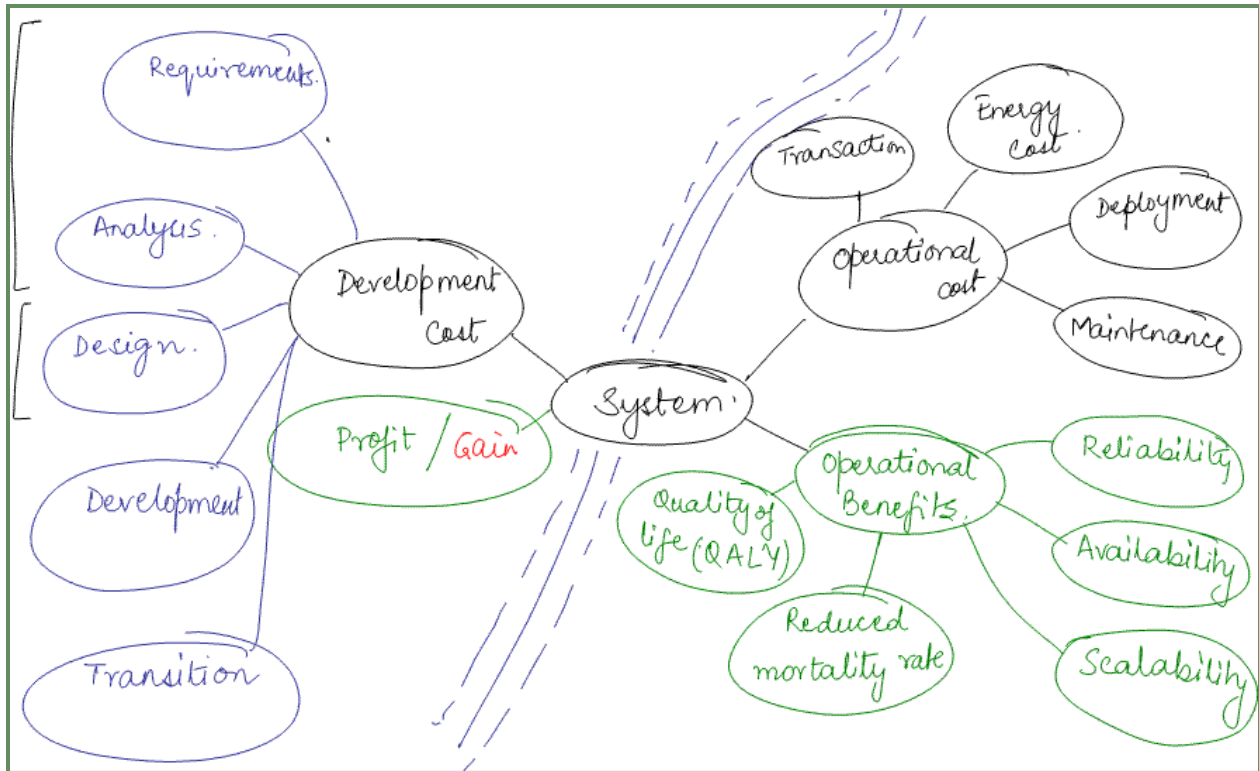 Requirements.
Analysis.
Design.
Development
Transition
Development
Cost
Profit / Gain
System.
Transaction
Energy
Cost.
Deployment
Operational
cost
Maintenance
Operational
Benefits.
Quality of
life (QALY)
Reduced
mortality rate
Reliability
Availability
Scalability